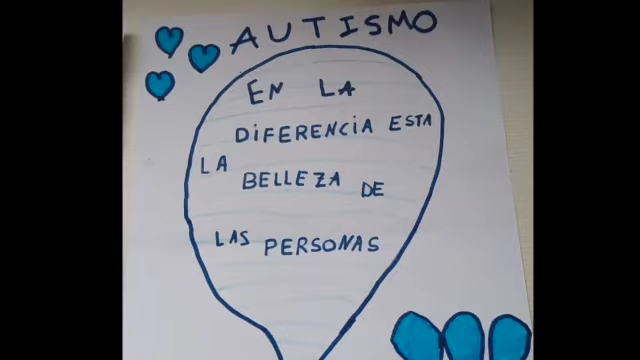 AUTISMO
EN LA
DIFERENCIA ESTA
LA BELLEZA DE
LAS PERSONAS